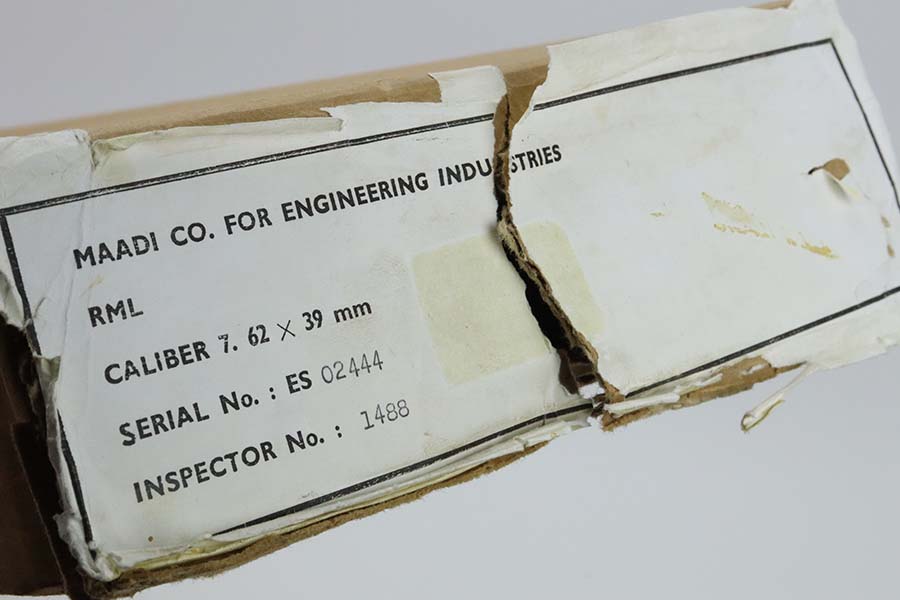 MAADI CO. FOR ENGINEERING INDUSTRIES
RML
CALIBER 7. 62 × 39 mm
SERIAL No. : ES 02444
INSPECTOR No. : 1488